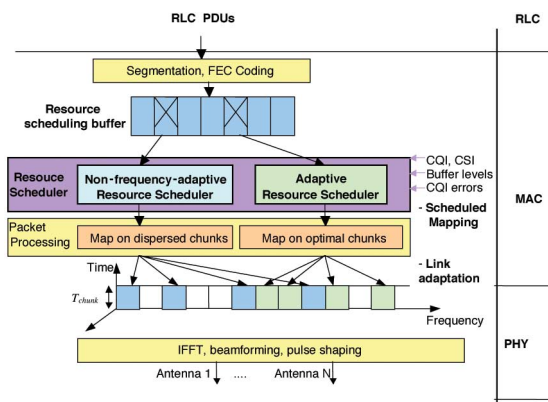 RLC PDUs
RLC
Segmentation, FEC Coding
Resource
scheduling buffer
CQI, CSI
Buffer levels
CQI errors
Resouce
Scheduler
Non-frequency-adaptive
Resource Scheduler
Adaptive
Resource Scheduler
MAC
- Scheduled
Mapping
Packet
Processing
Map on dispersed chunks
Map on optimal chunks
- Link
adaptation
Time
Tchunk
Frequency
PHY
IFFT, beamforming, pulse shaping
Antenna 1 .... Antenna N